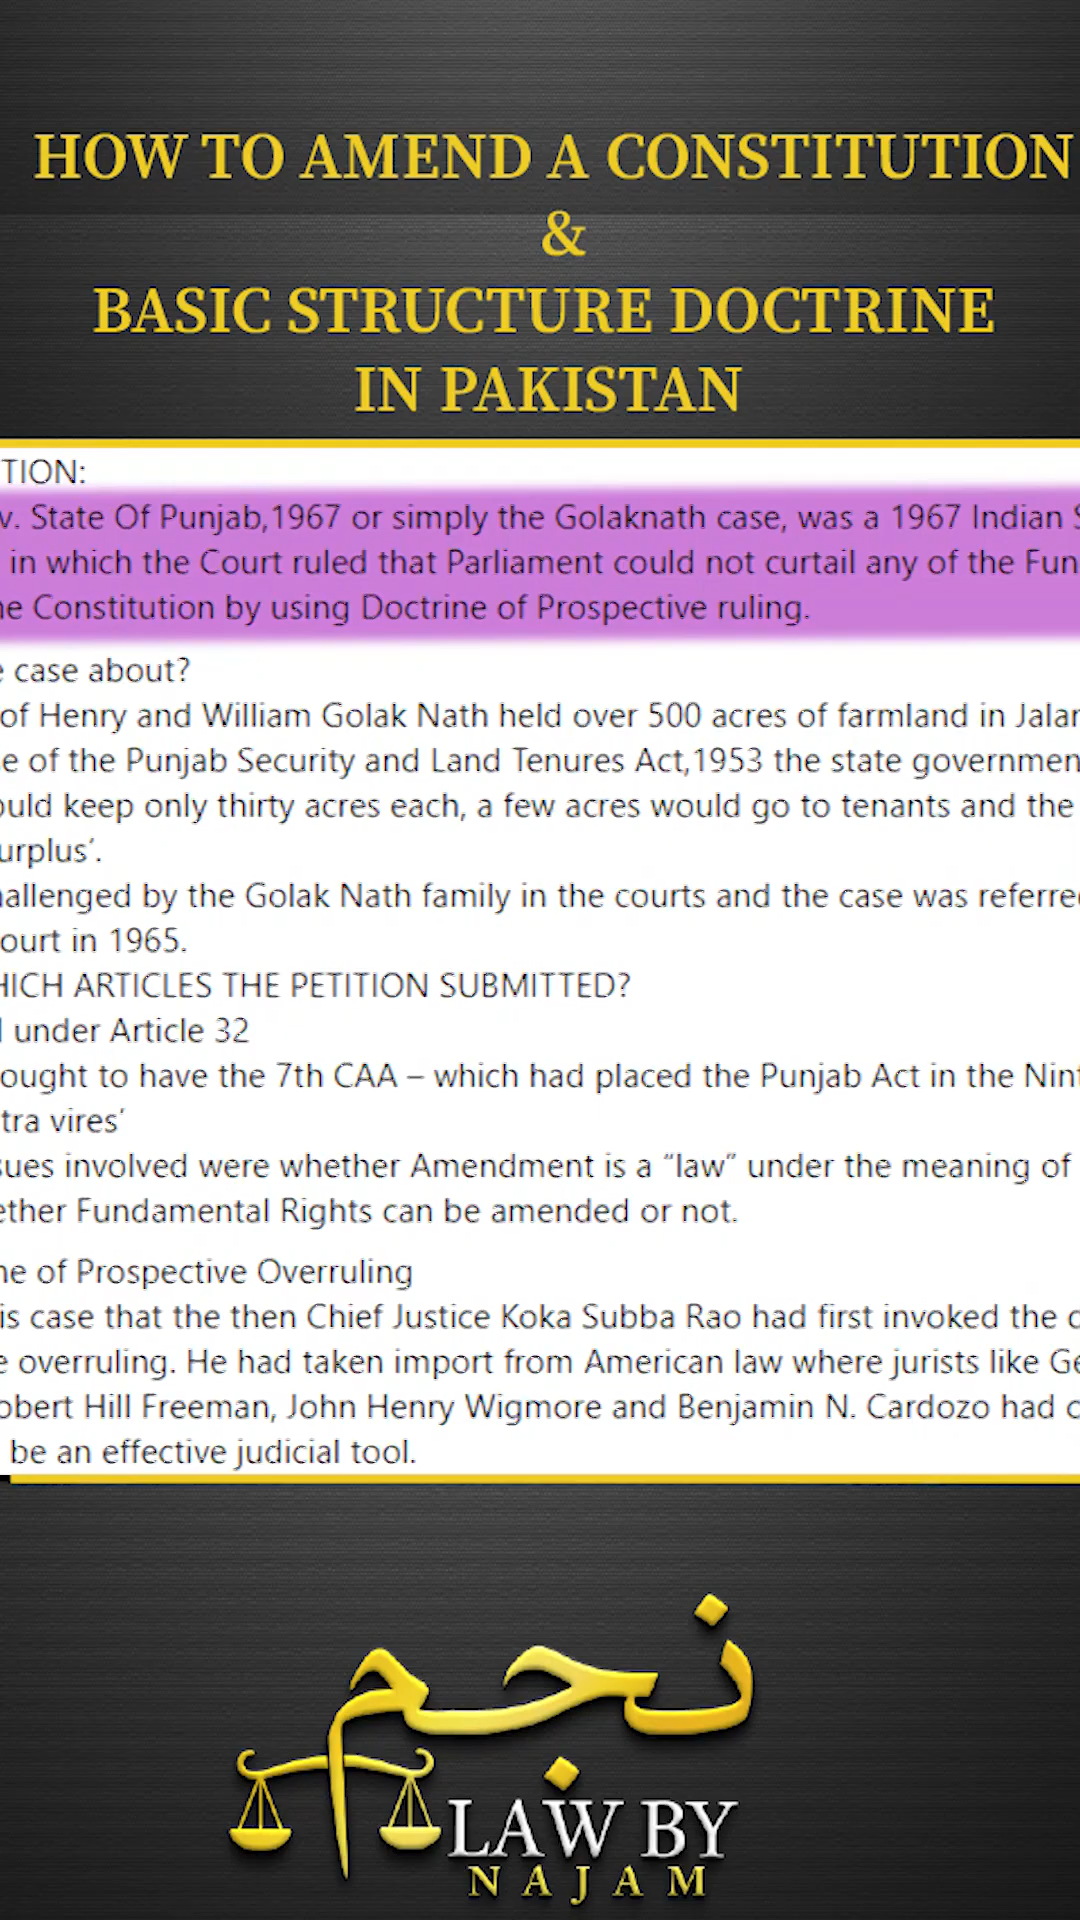 HOW TO AMEND A CONSTITUTION
&
BASIC STRUCTURE DOCTRINE
IN PAKISTAN
TION:
v. State Of Punjab,1967 or simply the Golaknath case, was a 1967 Indian
in which the Court ruled that Parliament could not curtail any of the Fun
he Constitution by using Doctrine of Prospective ruling.
e case about?
of Henry and William Golak Nath held over 500 acres of farmland in Jalan
e of the Punjab Security and Land Tenures Act,1953 the state governmen
ould keep only thirty acres each, a few acres would go to tenants and the
urplus’.
hallenged by the Golak Nath family in the courts and the case was referred
ourt in 1965.
HICH ARTICLES THE PETITION SUBMITTED?
under Article 32
ought to have the 7th CAA – which had placed the Punjab Act in the Nint
tra vires’
sues involved were whether Amendment is a “law” under the meaning of
ether Fundamental Rights can be amended or not.
ne of Prospective Overruling
is case that the then Chief Justice Koka Subba Rao had first invoked the
e overruling. He had taken import from American law where jurists like Ge
obert Hill Freeman, John Henry Wigmore and Benjamin N. Cardozo had
be an effective judicial tool.
نجم
LAW BY
NAJAM